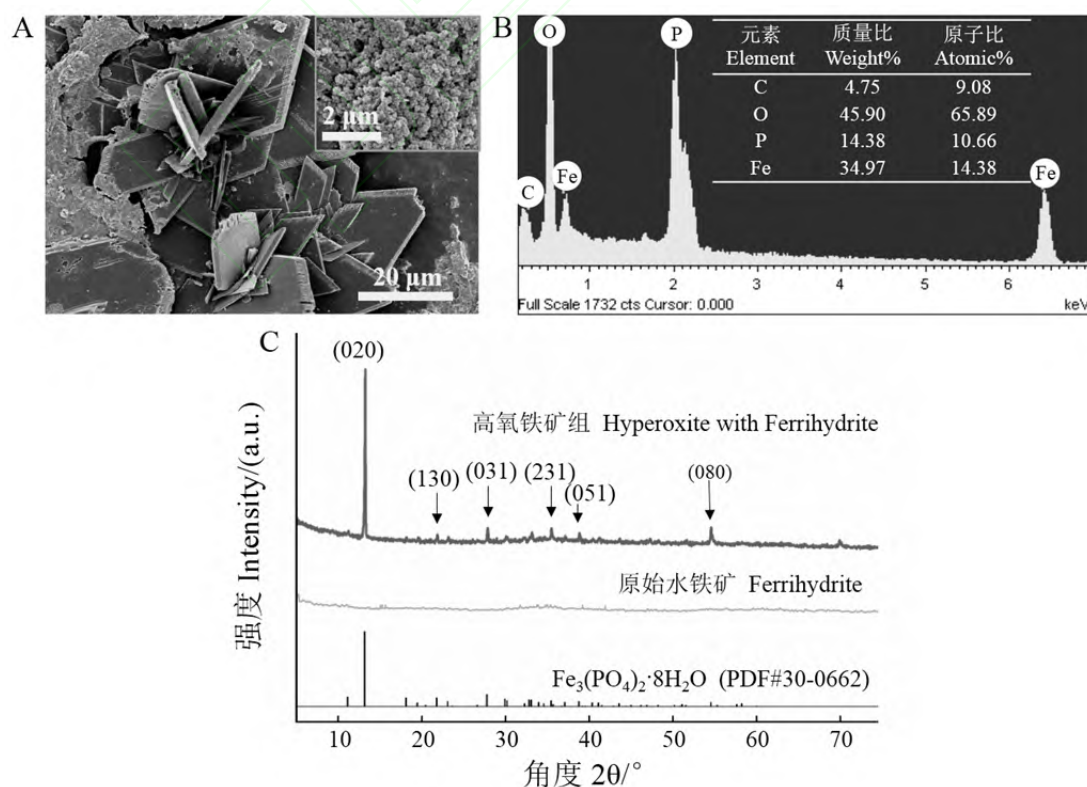 A
2 μm
20 μm
B
O
P
C
Fe
Fe
元素 质量比 原子比
Element Weight% Atomic%
C 4.75 9.08
O 45.90 65.89
P 14.38 10.66
Fe 34.97 14.38
1 2 3 4 5 6
Full Scale 1732 cts Cursor: 0.000 keV
C
(020)
高氧铁矿组 Hyperoxite with Ferrihydrite
(130)
(031)
(231)
(051)
(080)
原始水铁矿 Ferrihydrite
Fe₃(PO₄)₂·8H₂O (PDF#30-0662)
强度 Intensity/(a.u.)
10 20 30 40 50 60 70
角度 2θ/°